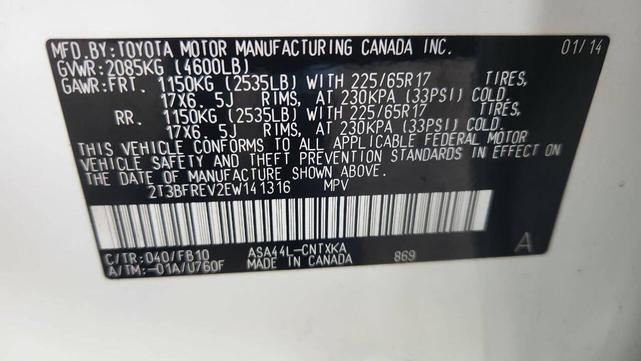 MFD.BY:TOYOTA MOTOR MANUFACTURING CANADA INC. 01/14
GVWR:2085KG (4600LB)
GAWR:FRT. 1150KG (2535LB) WITH 225/65R17 TIRES,
17X6.5J RIMS, AT 230KPA (33PSI) COLD.
RR. 1150KG (2535LB) WITH 225/65R17 TIRES,
17X6.5J RIMS, AT 230KPA (33PSI) COLD.
THIS VEHICLE CONFORMS TO ALL APPLICABLE FEDERAL MOTOR
VEHICLE SAFETY AND THEFT PREVENTION STANDARDS IN EFFECT ON
THE DATE OF MANUFACTURE SHOWN ABOVE.
2T3BFREV2EW141316 MPV
C/TR:040/FB10 ASA44L-CNTXKA A
A/TM:-01A/U760F MADE IN CANADA 869